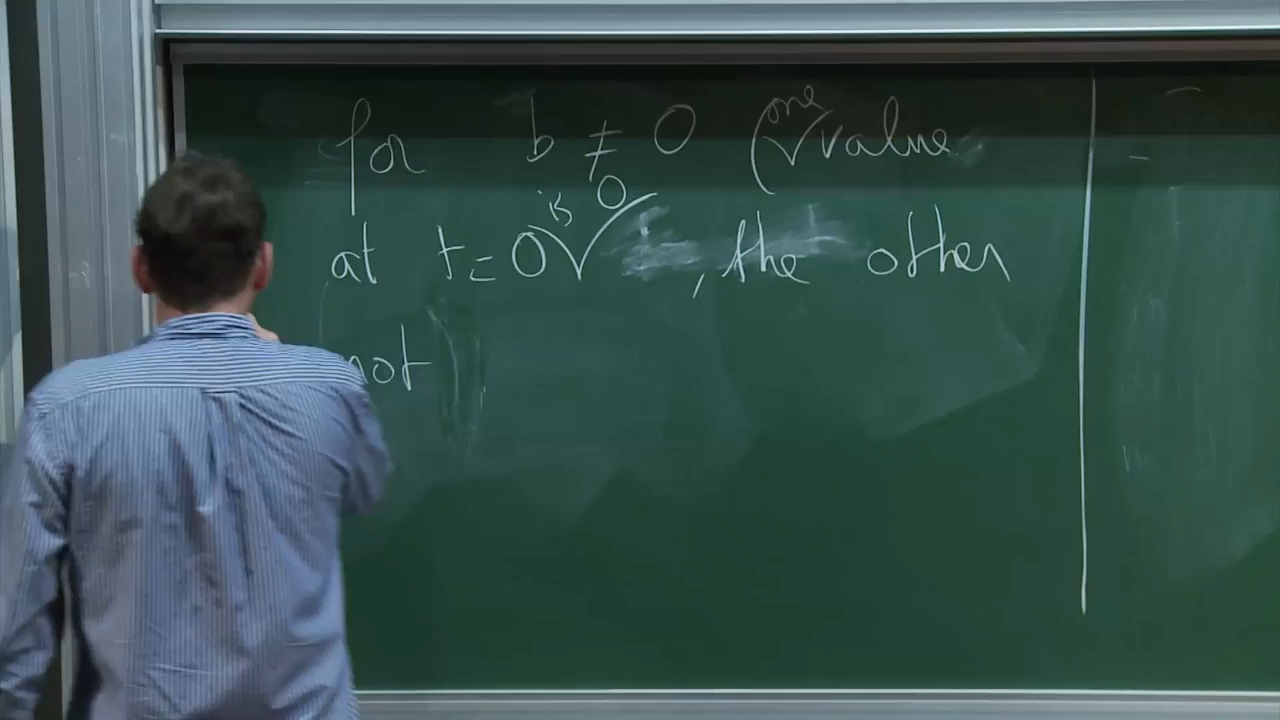 for b ≠ 0 (one value
at t=0 is 0, the other
not